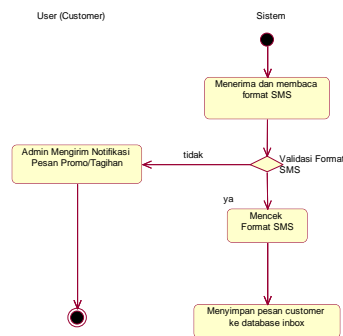 User (Customer)
Sistem
Menerima dan membaca
format SMS
Admin Mengirim Notifikasi
Pesan Promo/Tagihan
tidak
Validasi Format
SMS
ya
Mencek
Format SMS
Menyimpan pesan customer
ke database inbox